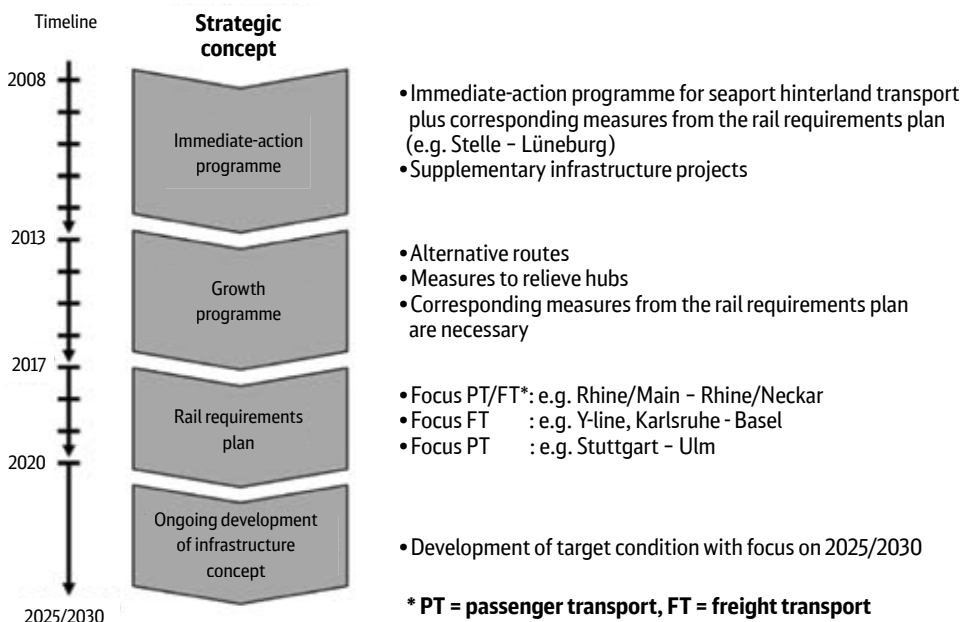 Timeline
Strategic
concept
2008
Immediate-action
programme
•Immediate-action programme for seaport hinterland transport
plus corresponding measures from the rail requirements plan
(e.g. Stelle – Lüneburg)
•Supplementary infrastructure projects
2013
Growth
programme
•Alternative routes
•Measures to relieve hubs
•Corresponding measures from the rail requirements plan
are necessary
2017
Rail requirements
plan
•Focus PT/FT*: e.g. Rhine/Main – Rhine/Neckar
•Focus FT : e.g. Y-line, Karlsruhe - Basel
•Focus PT : e.g. Stuttgart – Ulm
2020
Ongoing development
of infrastructure
concept
•Development of target condition with focus on 2025/2030
2025/2030
* PT = passenger transport, FT = freight transport